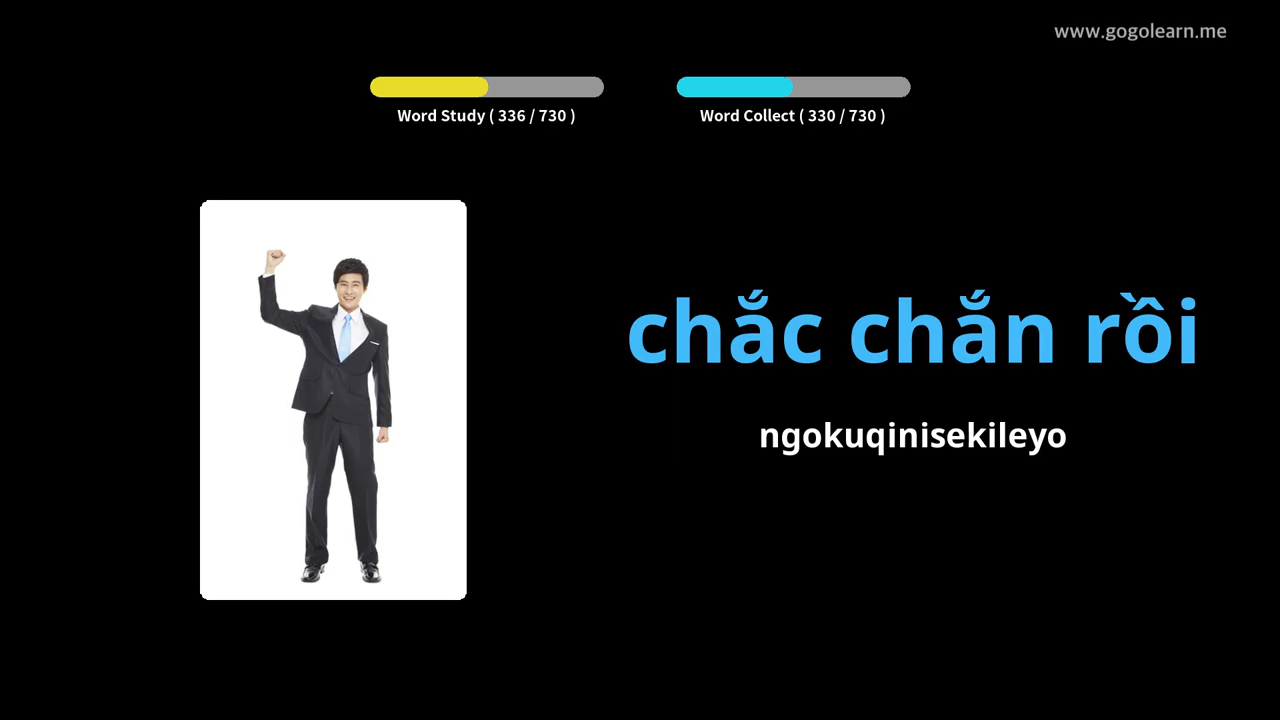 www.gogolearn.me
Word Study ( 336 / 730 )
Word Collect ( 330 / 730 )
chắc chắn rồi
ngokuqinisekileyo